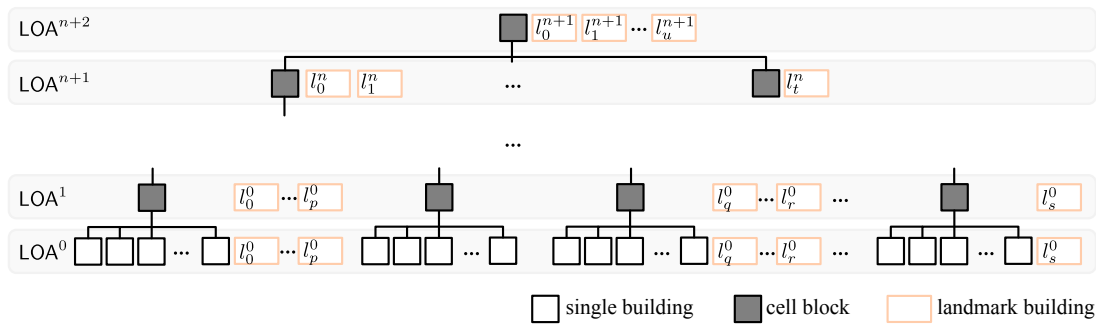 LOA^{n+2} l_0^{n+1} l_1^{n+1} ... l_u^{n+1}
LOA^{n+1} l_0^n l_1^n ... l_t^n
...
LOA^1 l_0^0 ... l_p^0 l_q^0 ... l_r^0 ... l_s^0
LOA^0 ... l_0^0 ... l_p^0 ... ... l_q^0 ... l_r^0 ... ... l_s^0
single building cell block landmark building